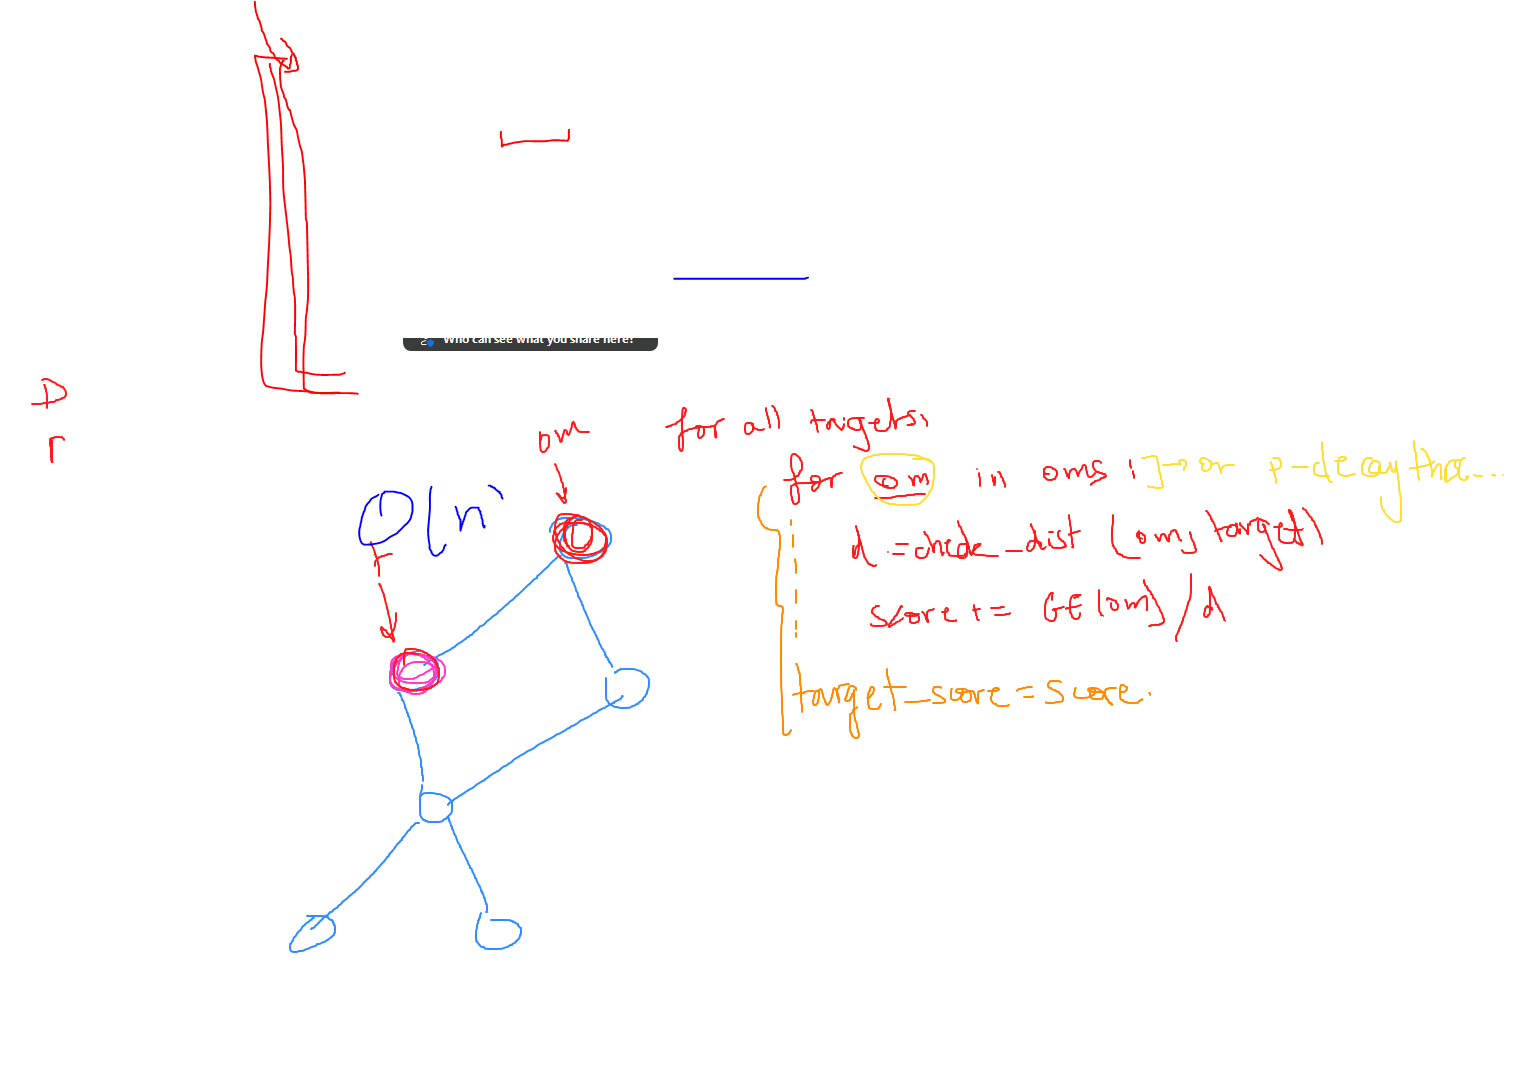 Who can see what you share here?
D
r
om
for all targets:
for om in oms : ] → or p-decay tha...
O(n)
T
d = check_dist (om, target)
score += GE(om) / d
target_score = score.